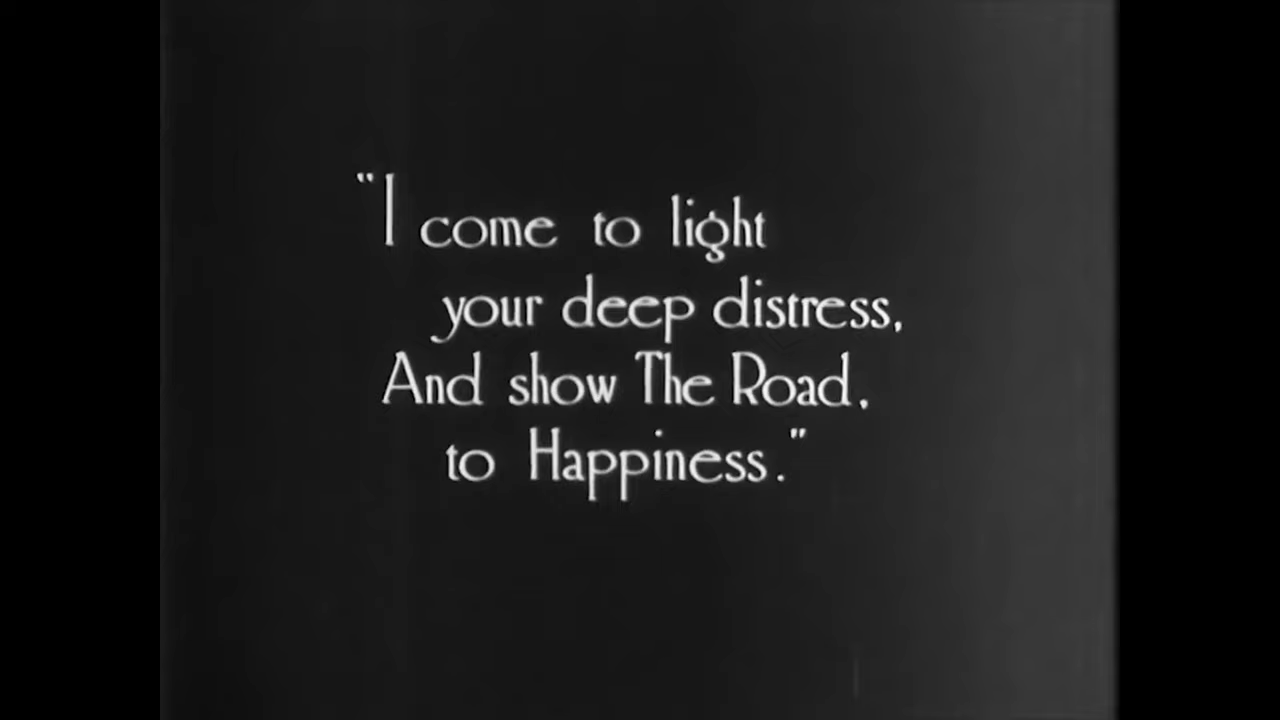 "I come to light
your deep distress,
And show The Road,
to Happiness."